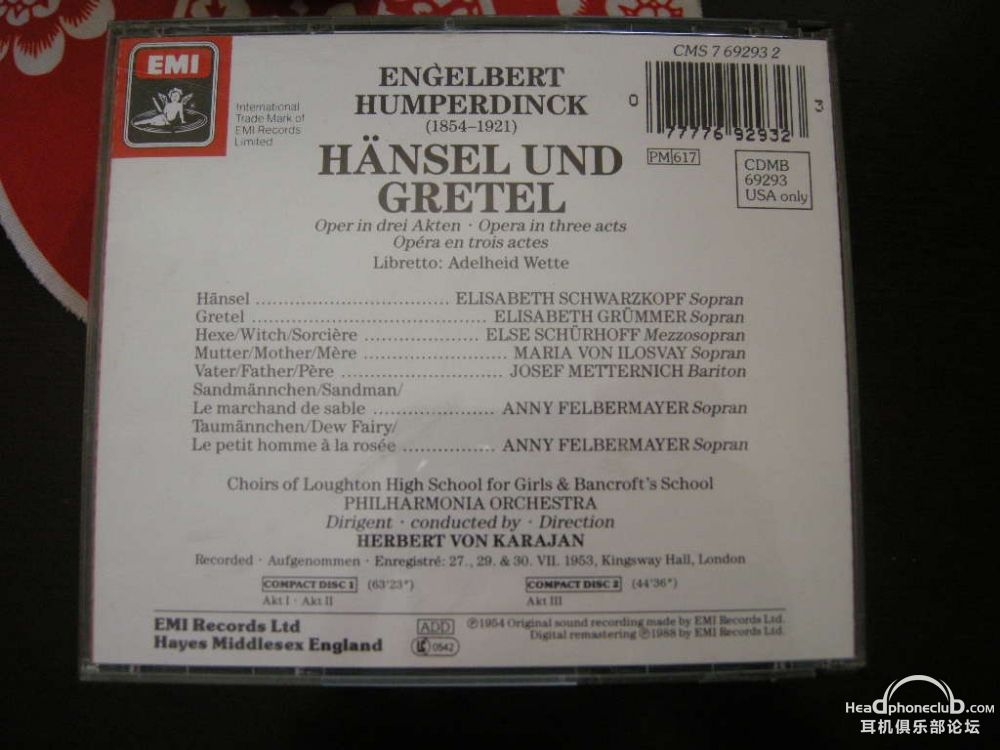 EMI
International
Trade Mark of
EMI Records
Limited
CMS 7 69293 2
0 77776 92932 3
PM 617
CDMB
69293
USA only
ENGELBERT
HUMPERDINCK
(1854–1921)
HÄNSEL UND
GRETEL
Oper in drei Akten · Opera in three acts
Opéra en trois actes
Libretto: Adelheid Wette
Hänsel ................................. ELISABETH SCHWARZKOPF Sopran
Gretel ........................................ ELISABETH GRÜMMER Sopran
Hexe/Witch/Sorcière .................... ELSE SCHÜRHOFF Mezzosopran
Mutter/Mother/Mère ........................ MARIA VON ILOSVAY Sopran
Vater/Father/Père ............................ JOSEF METTERNICH Bariton
Sandmännchen/Sandman/
Le marchand de sable ..................... ANNY FELBERMAYER Sopran
Taumännchen/Dew Fairy/
Le petit homme à la rosée ................ ANNY FELBERMAYER Sopran
Choirs of Loughton High School for Girls & Bancroft's School
PHILHARMONIA ORCHESTRA
Dirigent · conducted by · Direction
HERBERT VON KARAJAN
Recorded · Aufgenommen · Enregistré: 27., 29. & 30. VII. 1953, Kingsway Hall, London
COMPACT DISC 1 (63'23")
Akt I · Akt II
COMPACT DISC 2 (44'36")
Akt III
EMI Records Ltd
Hayes Middlesex England
ADD
LC 0542
℗1954 Original sound recording made by EMI Records Ltd.
Digital remastering ℗1988 by EMI Records Ltd.
HeadphoneclubD.com
耳机俱乐部论坛